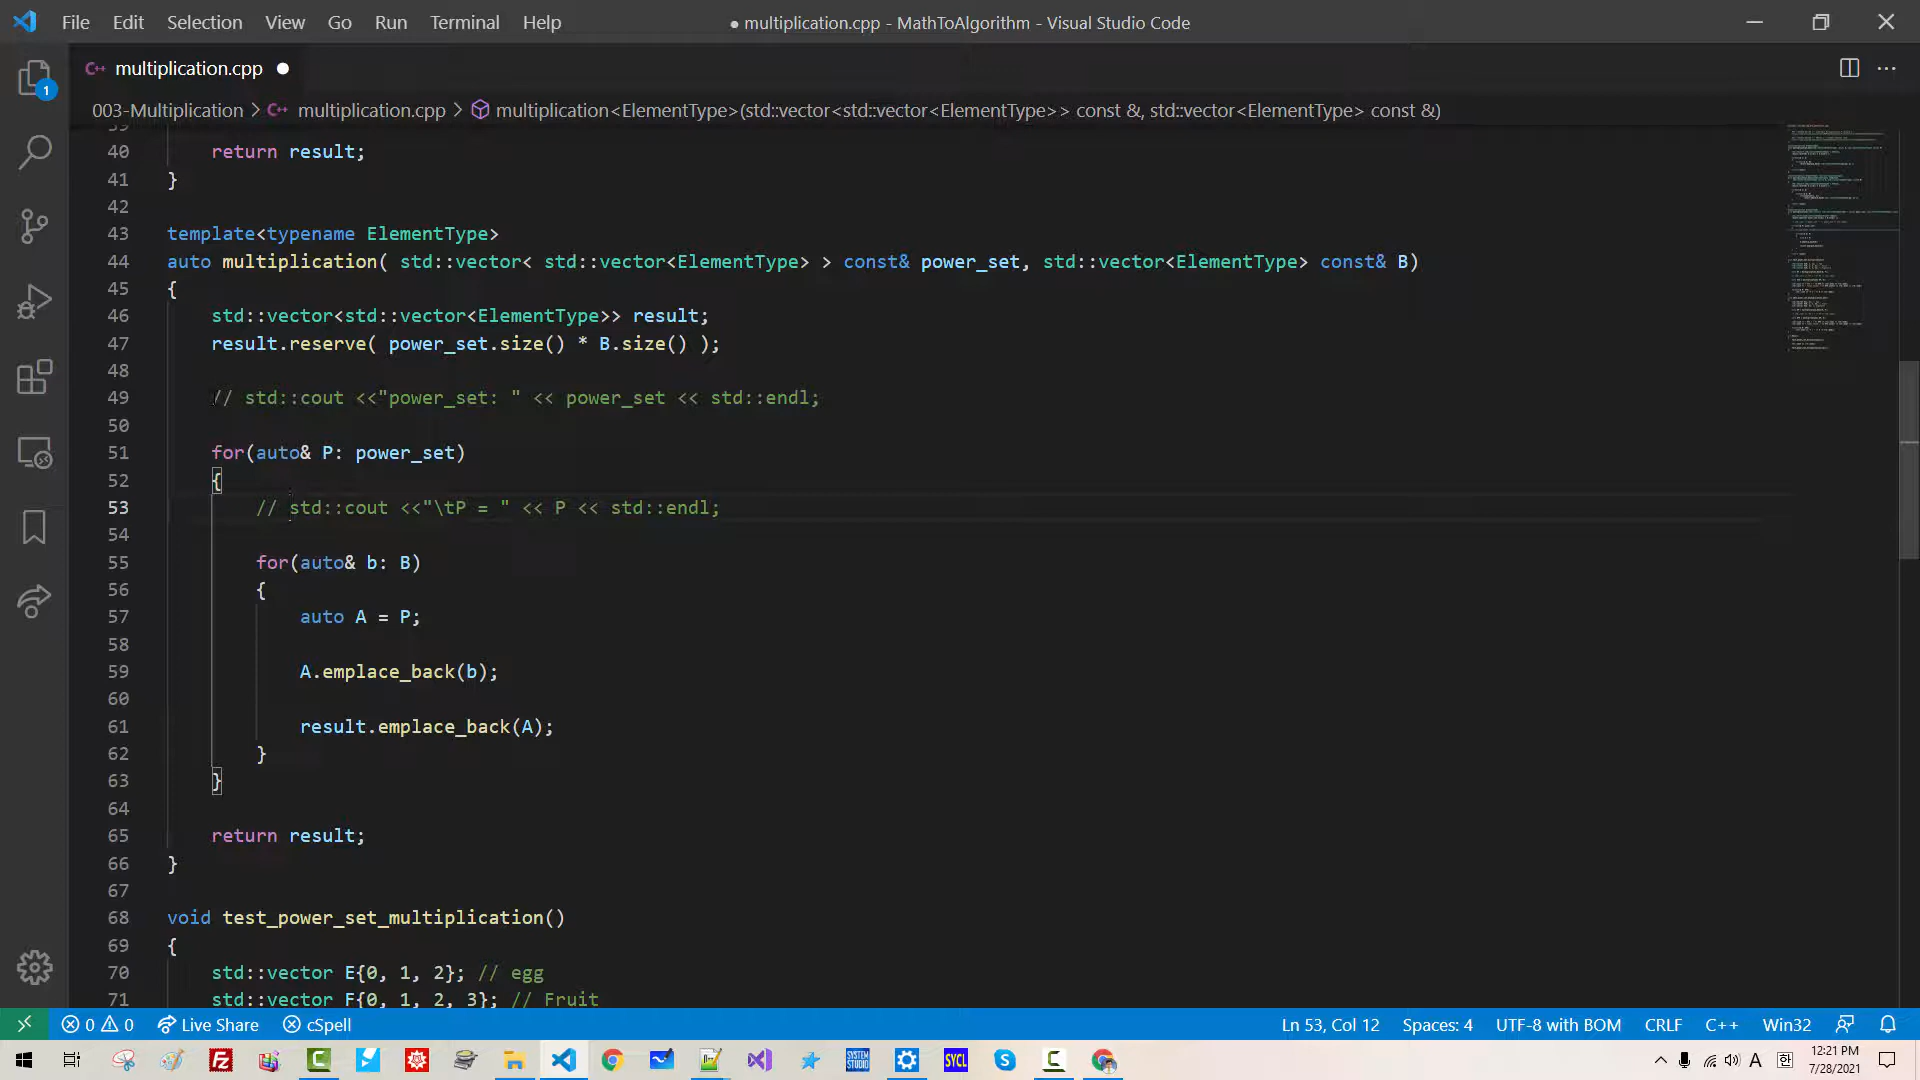 File Edit Selection View Go Run Terminal Help
● multiplication.cpp - MathToAlgorithm - Visual Studio Code
C++ multiplication.cpp
1
003-Multiplication > C++ multiplication.cpp > multiplication<ElementType>(std::vector<std::vector<ElementType>> const &, std::vector<ElementType> const &)
39
40 return result;
41 }
42
43 template<typename ElementType>
44 auto multiplication( std::vector< std::vector<ElementType> > const& power_set, std::vector<ElementType> const& B)
45 {
46 std::vector<std::vector<ElementType>> result;
47 result.reserve( power_set.size() * B.size() );
48
49 // std::cout <<"power_set: " << power_set << std::endl;
50
51 for(auto& P: power_set)
52 {
53 // std::cout <<"\tP = " << P << std::endl;
54
55 for(auto& b: B)
56 {
57 auto A = P;
58
59 A.emplace_back(b);
60
61 result.emplace_back(A);
62 }
63 }
64
65 return result;
66 }
67
68 void test_power_set_multiplication()
69 {
70 std::vector E{0, 1, 2}; // egg
71 std::vector F{0, 1, 2, 3}; // Fruit
0 0 Live Share cSpell Ln 53, Col 12 Spaces: 4 UTF-8 with BOM CRLF C++ Win32
SYSTEM STUDIO
SYCL
A 한
12:21 PM
7/28/2021